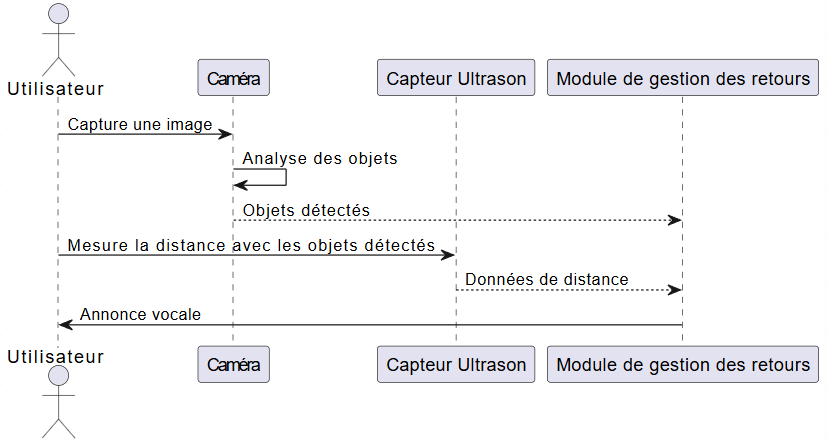 Utilisateur
Caméra
Capteur Ultrason
Module de gestion des retours
Capture une image
Analyse des objets
Objets détectés
Mesure la distance avec les objets détectés
Données de distance
Annonce vocale
Utilisateur
Caméra
Capteur Ultrason
Module de gestion des retours